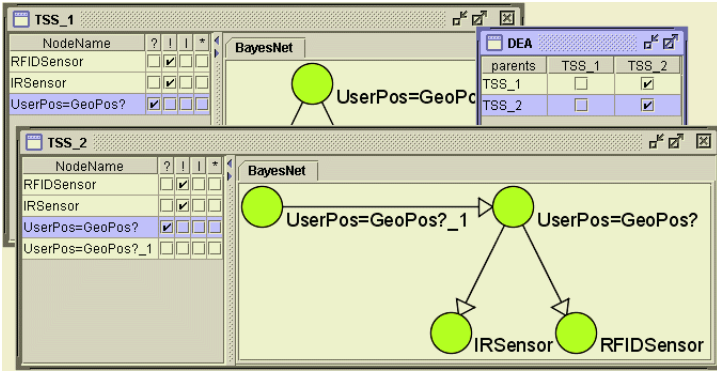 TSS_1
NodeName ? ! I *
RFIDSensor
IRSensor
UserPos=GeoPos?
BayesNet
UserPos=GeoPo
DEA
parents TSS_1 TSS_2
TSS_1
TSS_2
TSS_2
NodeName ? ! I *
RFIDSensor
IRSensor
UserPos=GeoPos?
UserPos=GeoPos?_1
BayesNet
UserPos=GeoPos?_1 UserPos=GeoPos?
IRSensor RFIDSensor